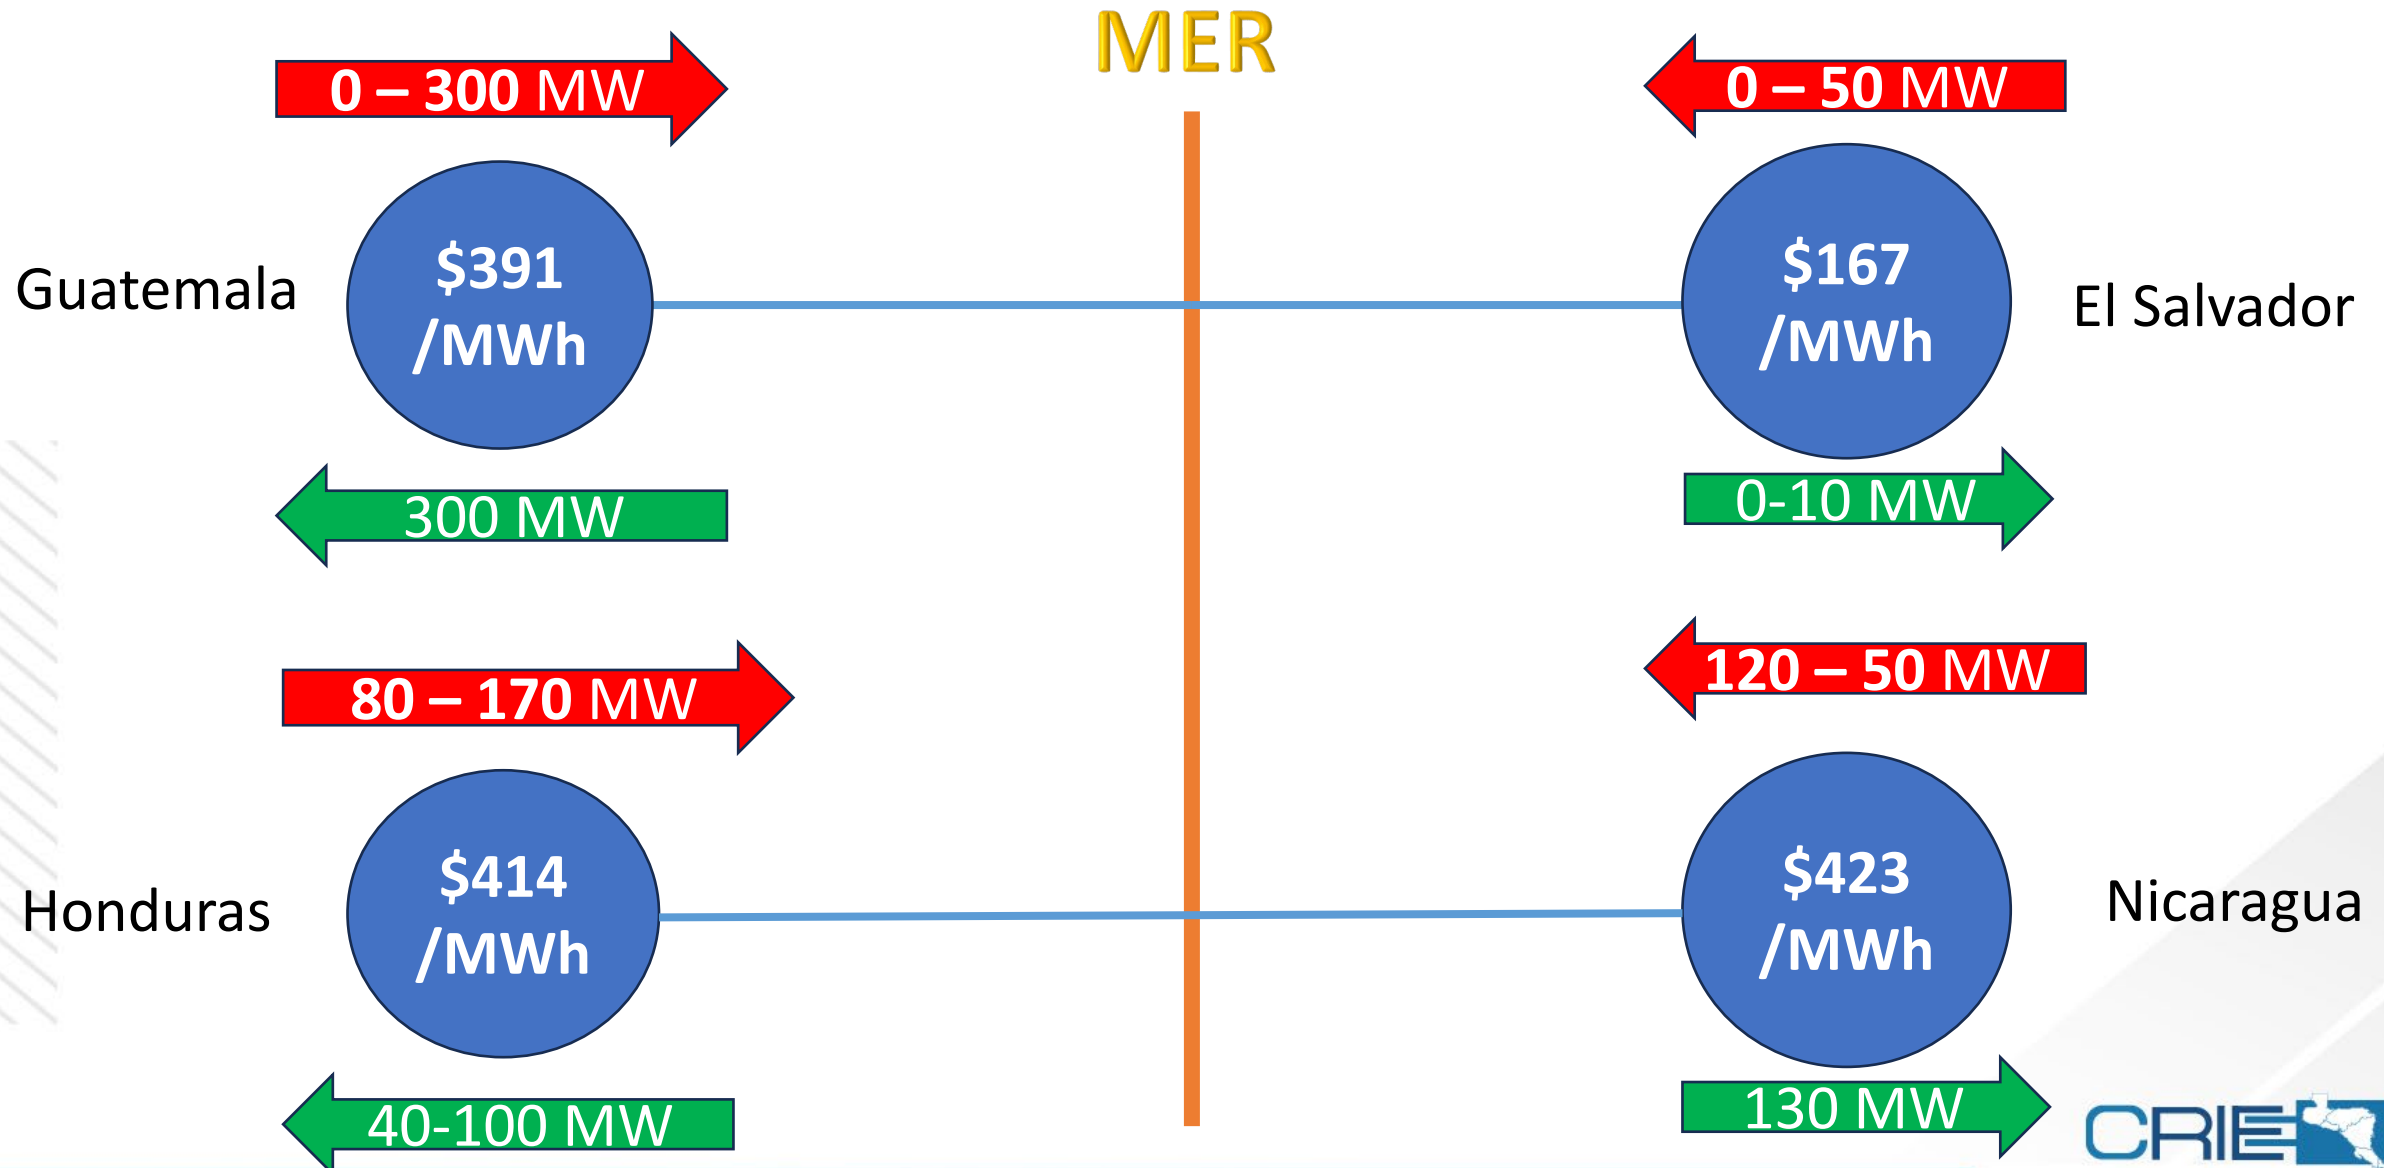 MER
0 – 300 MW
0 – 50 MW
Guatemala
$391
/MWh
$167
/MWh
El Salvador
300 MW
0-10 MW
80 – 170 MW
120 – 50 MW
Honduras
$414
/MWh
$423
/MWh
Nicaragua
40-100 MW
130 MW
CRIE